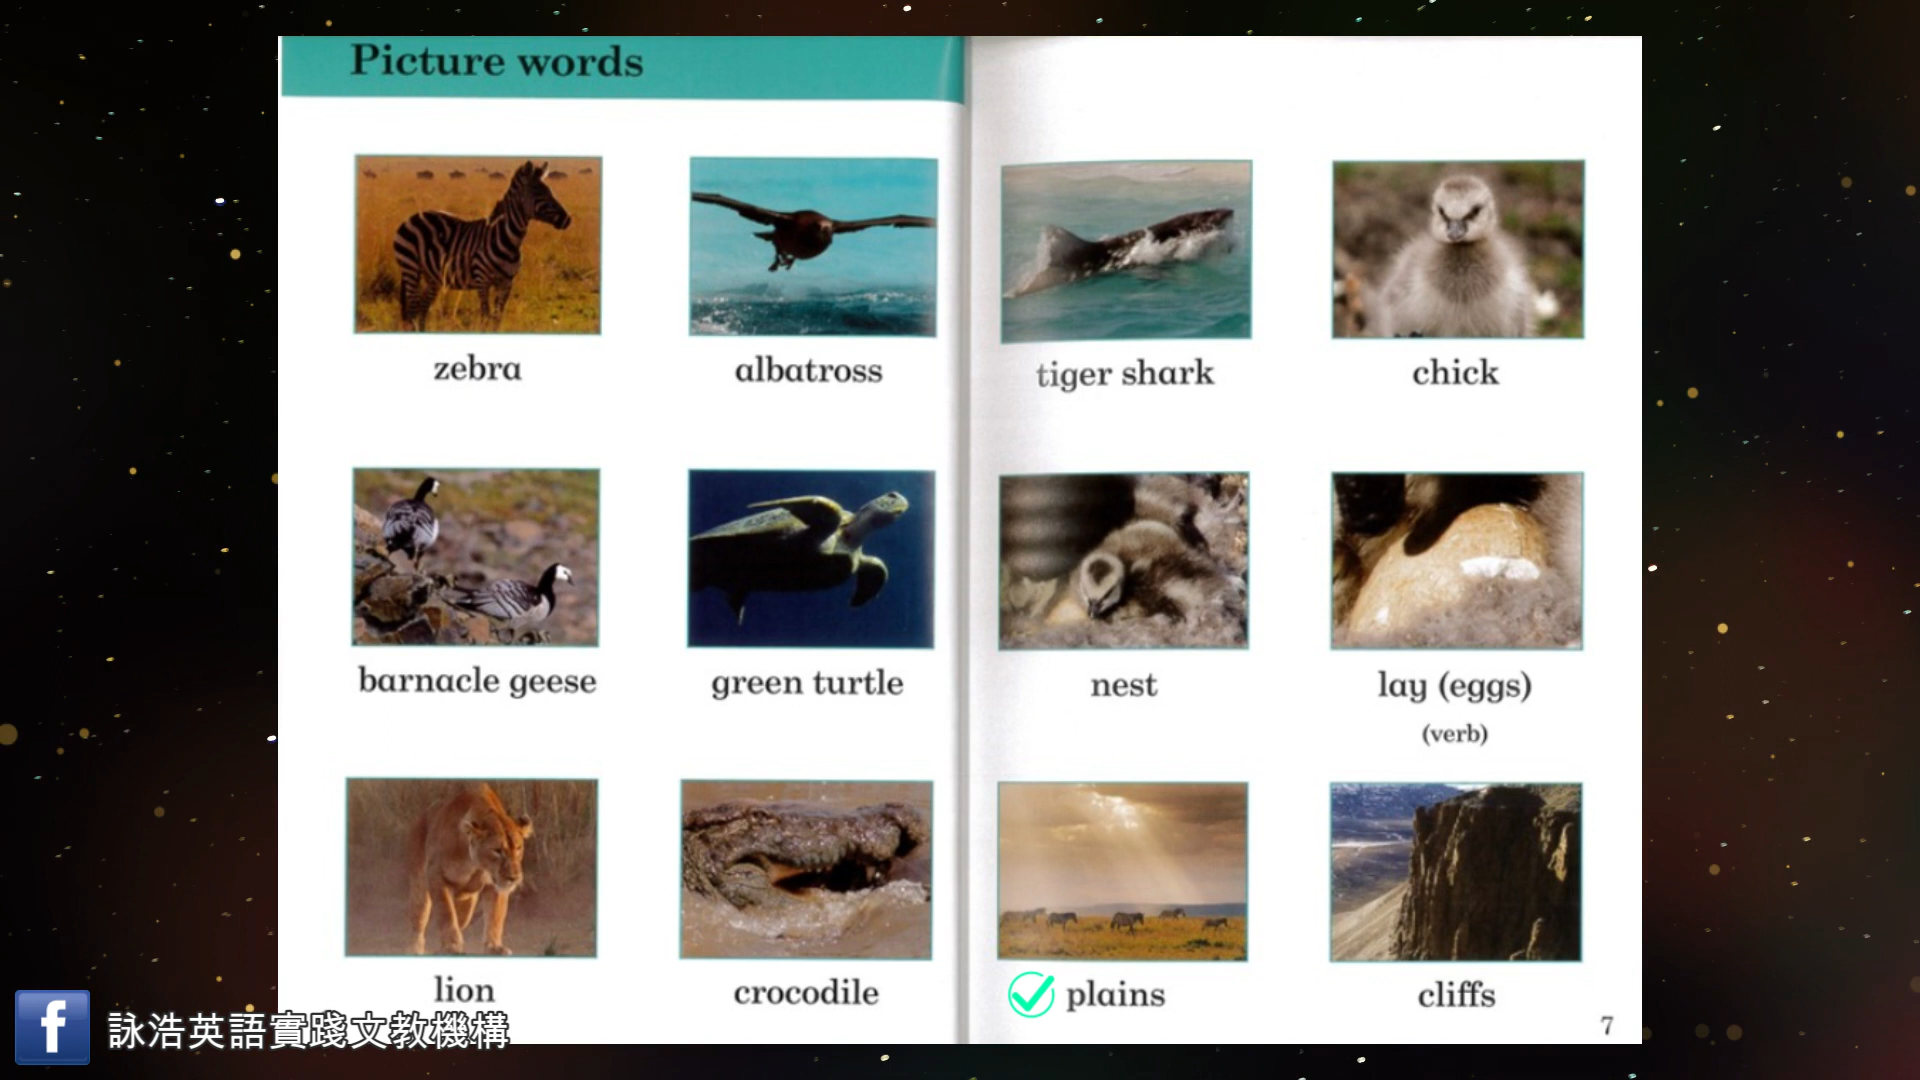 Picture words
zebra
albatross
tiger shark
chick
barnacle geese
green turtle
nest
lay (eggs)
(verb)
lion
crocodile
plains
cliffs
7
f
詠浩英語實踐文教機構